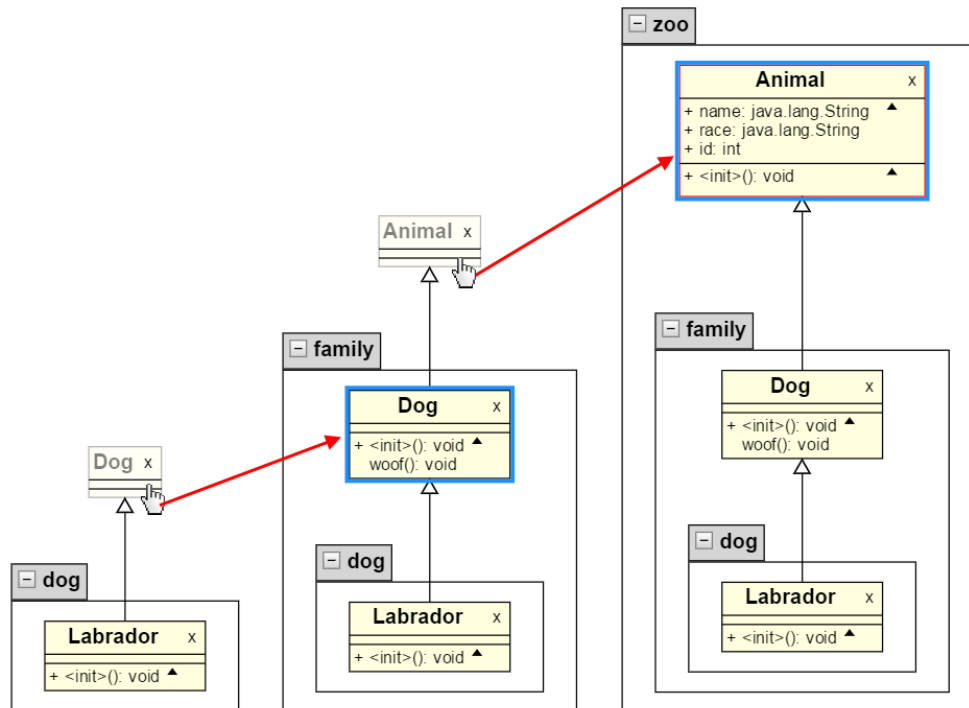 dog
Dog x
Labrador x
+ <init>(): void ▲
family
Animal x
Dog x
+ <init>(): void ▲
woof(): void
dog
Labrador x
+ <init>(): void ▲
zoo
Animal x
+ name: java.lang.String ▲
+ race: java.lang.String
+ id: int
+ <init>(): void ▲
family
Dog x
+ <init>(): void ▲
woof(): void
dog
Labrador x
+ <init>(): void ▲